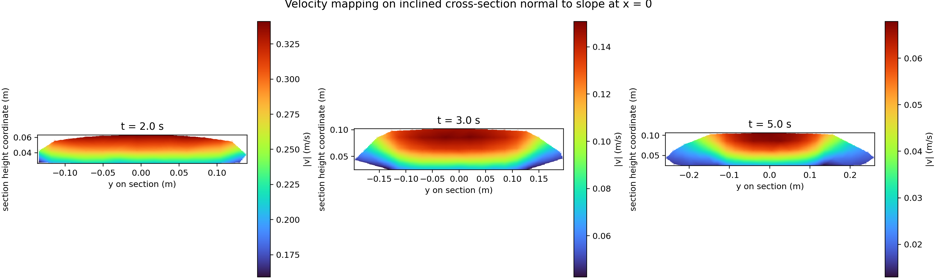 Velocity mapping on inclined cross-section normal to slope at x = 0
section height coordinate (m)
t = 2.0 s
0.06
0.04
−0.10 −0.05 0.00 0.05 0.10
y on section (m)
0.325
0.300
0.275
0.250
0.225
0.200
0.175
|v| (m/s)
section height coordinate (m)
t = 3.0 s
0.10
0.05
−0.15 −0.10 −0.05 0.00 0.05 0.10 0.15
y on section (m)
0.14
0.12
0.10
0.08
0.06
|v| (m/s)
section height coordinate (m)
t = 5.0 s
0.10
0.05
−0.2 −0.1 0.0 0.1 0.2
y on section (m)
0.06
0.05
0.04
0.03
0.02
|v| (m/s)